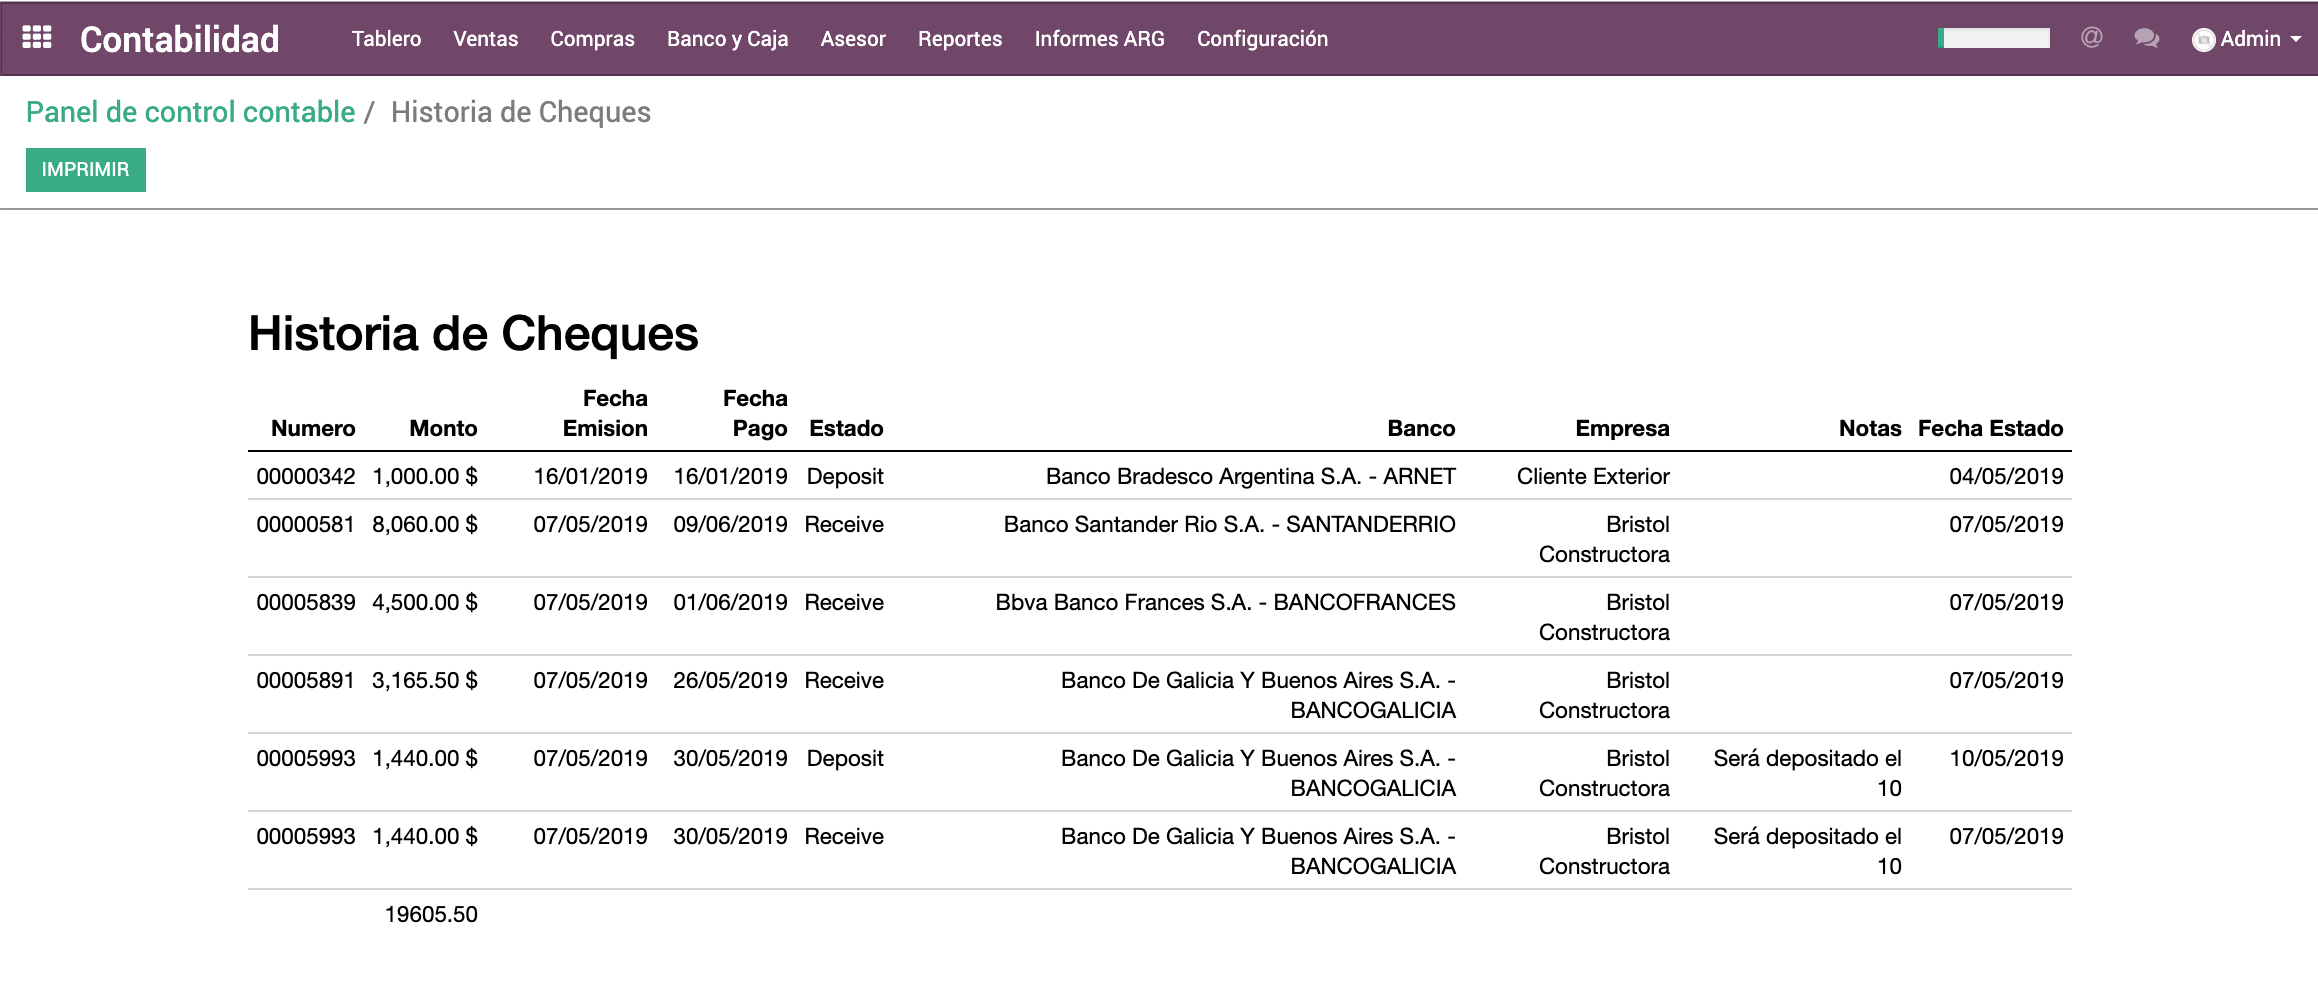 Contabilidad Tablero Ventas Compras Banco y Caja Asesor Reportes Informes ARG Configuración @ Admin
Panel de control contable / Historia de Cheques
IMPRIMIR
Historia de Cheques
Fecha Fecha
Numero Monto Emision Pago Estado Banco Empresa Notas Fecha Estado
00000342 1,000.00 $ 16/01/2019 16/01/2019 Deposit Banco Bradesco Argentina S.A. - ARNET Cliente Exterior 04/05/2019
00000581 8,060.00 $ 07/05/2019 09/06/2019 Receive Banco Santander Rio S.A. - SANTANDERRIO Bristol 07/05/2019
Constructora
00005839 4,500.00 $ 07/05/2019 01/06/2019 Receive Bbva Banco Frances S.A. - BANCOFRANCES Bristol 07/05/2019
Constructora
00005891 3,165.50 $ 07/05/2019 26/05/2019 Receive Banco De Galicia Y Buenos Aires S.A. - Bristol 07/05/2019
BANCOGALICIA Constructora
00005993 1,440.00 $ 07/05/2019 30/05/2019 Deposit Banco De Galicia Y Buenos Aires S.A. - Bristol Será depositado el 10/05/2019
BANCOGALICIA Constructora 10
00005993 1,440.00 $ 07/05/2019 30/05/2019 Receive Banco De Galicia Y Buenos Aires S.A. - Bristol Será depositado el 07/05/2019
BANCOGALICIA Constructora 10
19605.50